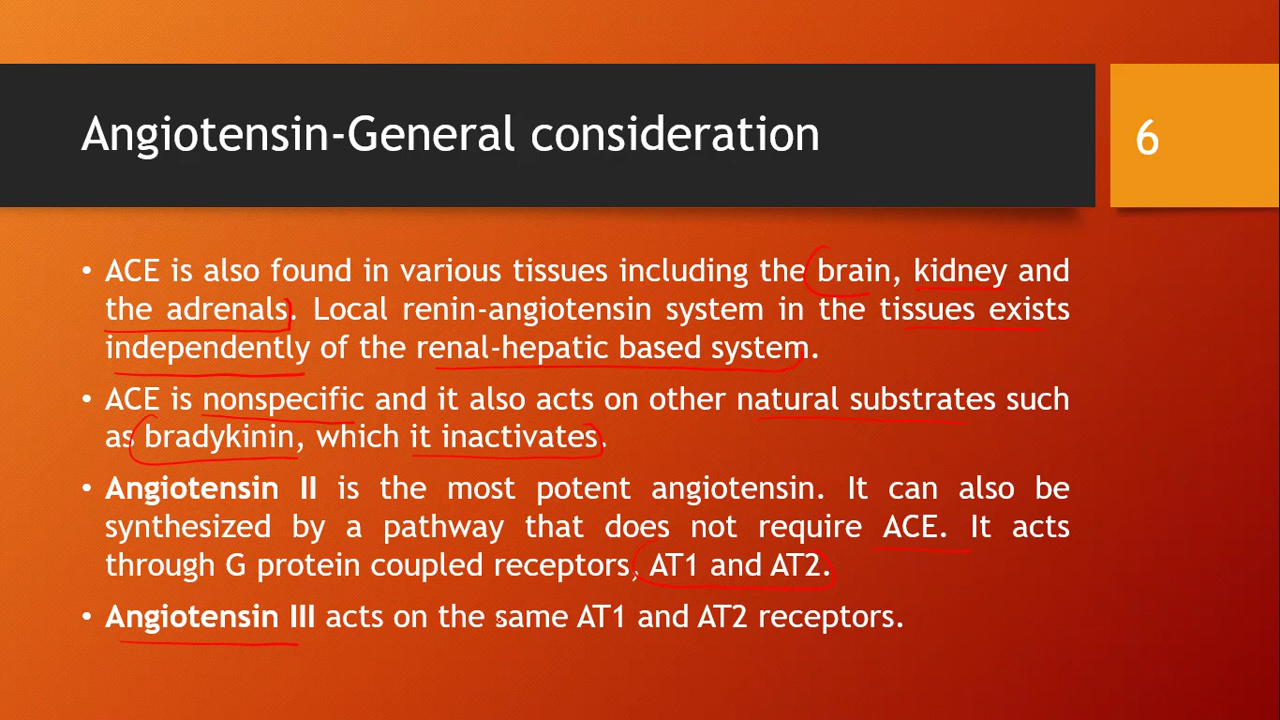 Angiotensin-General consideration
6
• ACE is also found in various tissues including the brain, kidney and
the adrenals. Local renin-angiotensin system in the tissues exists
independently of the renal-hepatic based system.
• ACE is nonspecific and it also acts on other natural substrates such
as bradykinin, which it inactivates.
• Angiotensin II is the most potent angiotensin. It can also be
synthesized by a pathway that does not require ACE. It acts
through G protein coupled receptors, AT1 and AT2.
• Angiotensin III acts on the same AT1 and AT2 receptors.